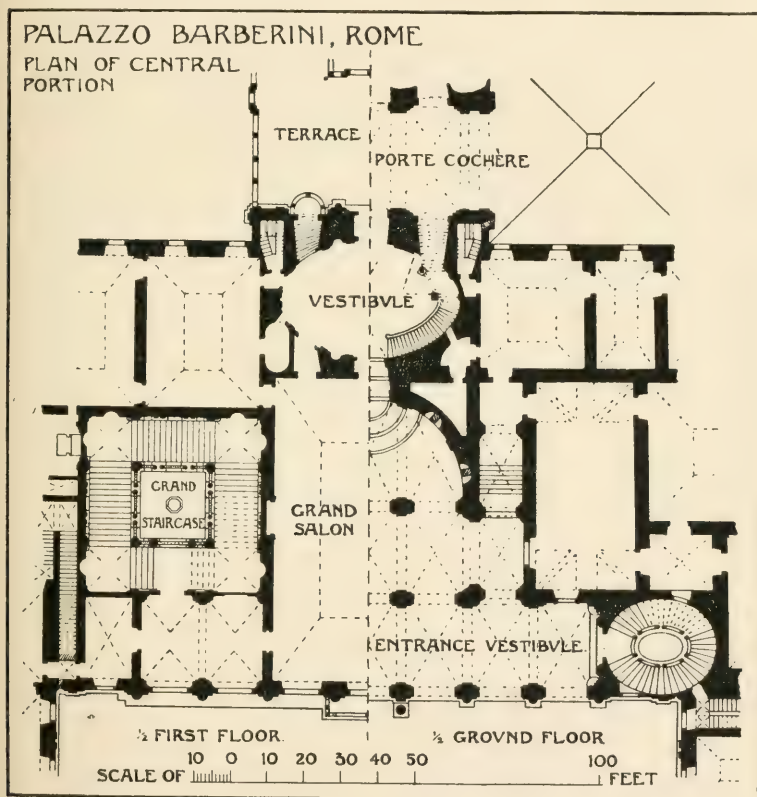 PALAZZO BARBERINI, ROME
PLAN OF CENTRAL
PORTION
TERRACE
PORTE COCHÈRE
VESTIBVLE
GRAND
STAIRCASE
GRAND
SALON
ENTRANCE VESTIBVLE
½ FIRST FLOOR.
½ GROVND FLOOR
10 0 10 20 30 40 50 100
SCALE OF FEET